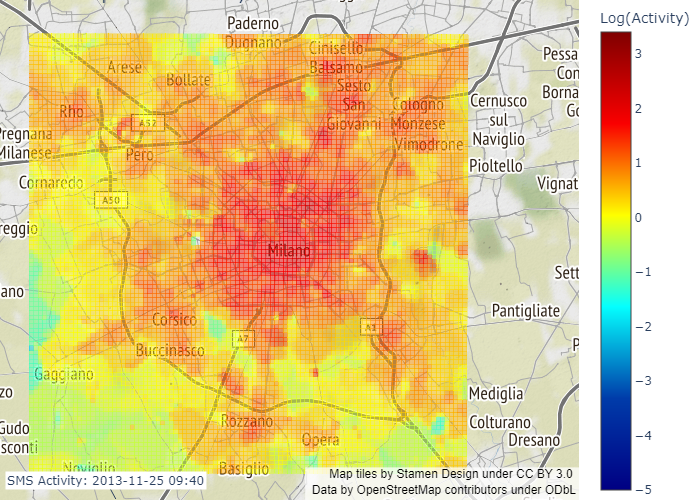 Log(Activity)
Paderno
Dugnano
Cinisello
Balsamo
Arese
Bollate
Sesto
San
Giovanni
Cologno
Monzese
Vimodrone
Pessa
Con
Borna
Go
Cernusco
sul
Naviglio
Pioltello
Vignat
Rho
A52
Pregnana
Milanese
Pero
Cornaredo
A50
reggio
Milano
ano
Sett
Pantigliate
P
Corsico
A7
A1
Buccinasco
Gaggiano
zo
Mediglia
Gudo
sconti
Rozzano
Opera
Colturano
Dresano
Noviglio
Basiglio
3
2
1
0
−1
−2
−3
−4
−5
SMS Activity: 2013-11-25 09:40
Map tiles by Stamen Design under CC BY 3.0
Data by OpenStreetMap contributors under ODbL